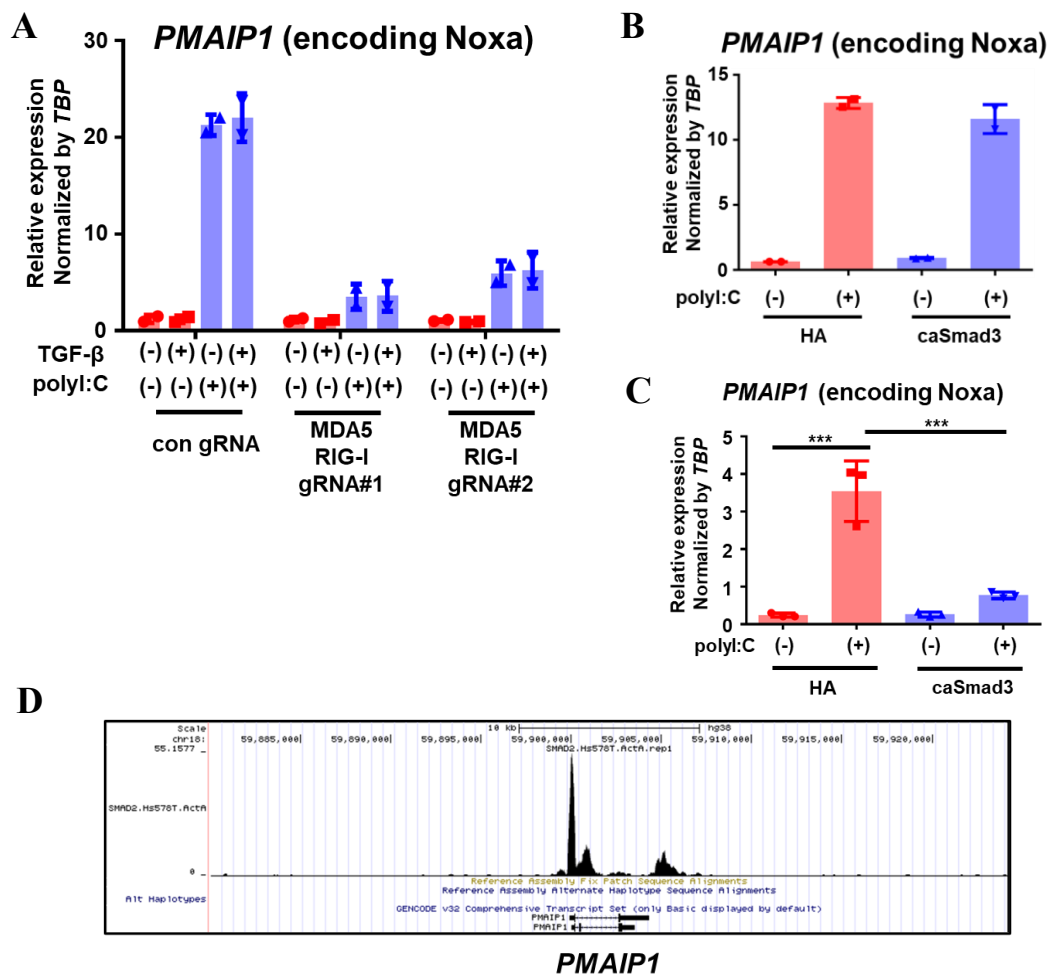 A
PMAIP1 (encoding Noxa)
Relative expression
Normalized by TBP
30
20
10
0
TGF-β (-) (+) (-) (+) (-) (+) (-) (+) (-) (+) (-) (+)
polyI:C (-) (-) (+) (+) (-) (-) (+) (+) (-) (-) (+) (+)
con gRNA
MDA5
RIG-I
gRNA#1
MDA5
RIG-I
gRNA#2
B
PMAIP1 (encoding Noxa)
Relative expression
Normalized by TBP
15
10
5
0
polyI:C (-) (+) (-) (+)
HA caSmad3
C
PMAIP1 (encoding Noxa)
*** ***
Relative expression
Normalized by TBP
5
4
3
2
1
0
polyI:C (-) (+) (-) (+)
HA caSmad3
D
Scale 10 kb hg38
chr18: 59,885,000 59,890,000 59,895,000 59,900,000 59,905,000 59,910,000 59,915,000 59,920,000
SMAD2.Hs578T.ActA.rep1
55.1577 _
SMAD2.Hs578T.ActA
0 _
Reference Assembly Fix Patch Sequence Alignments
Reference Assembly Alternate Haplotype Sequence Alignments
Alt Haplotypes
GENCODE v32 Comprehensive Transcript Set (only Basic displayed by default)
PMAIP1
PMAIP1
PMAIP1